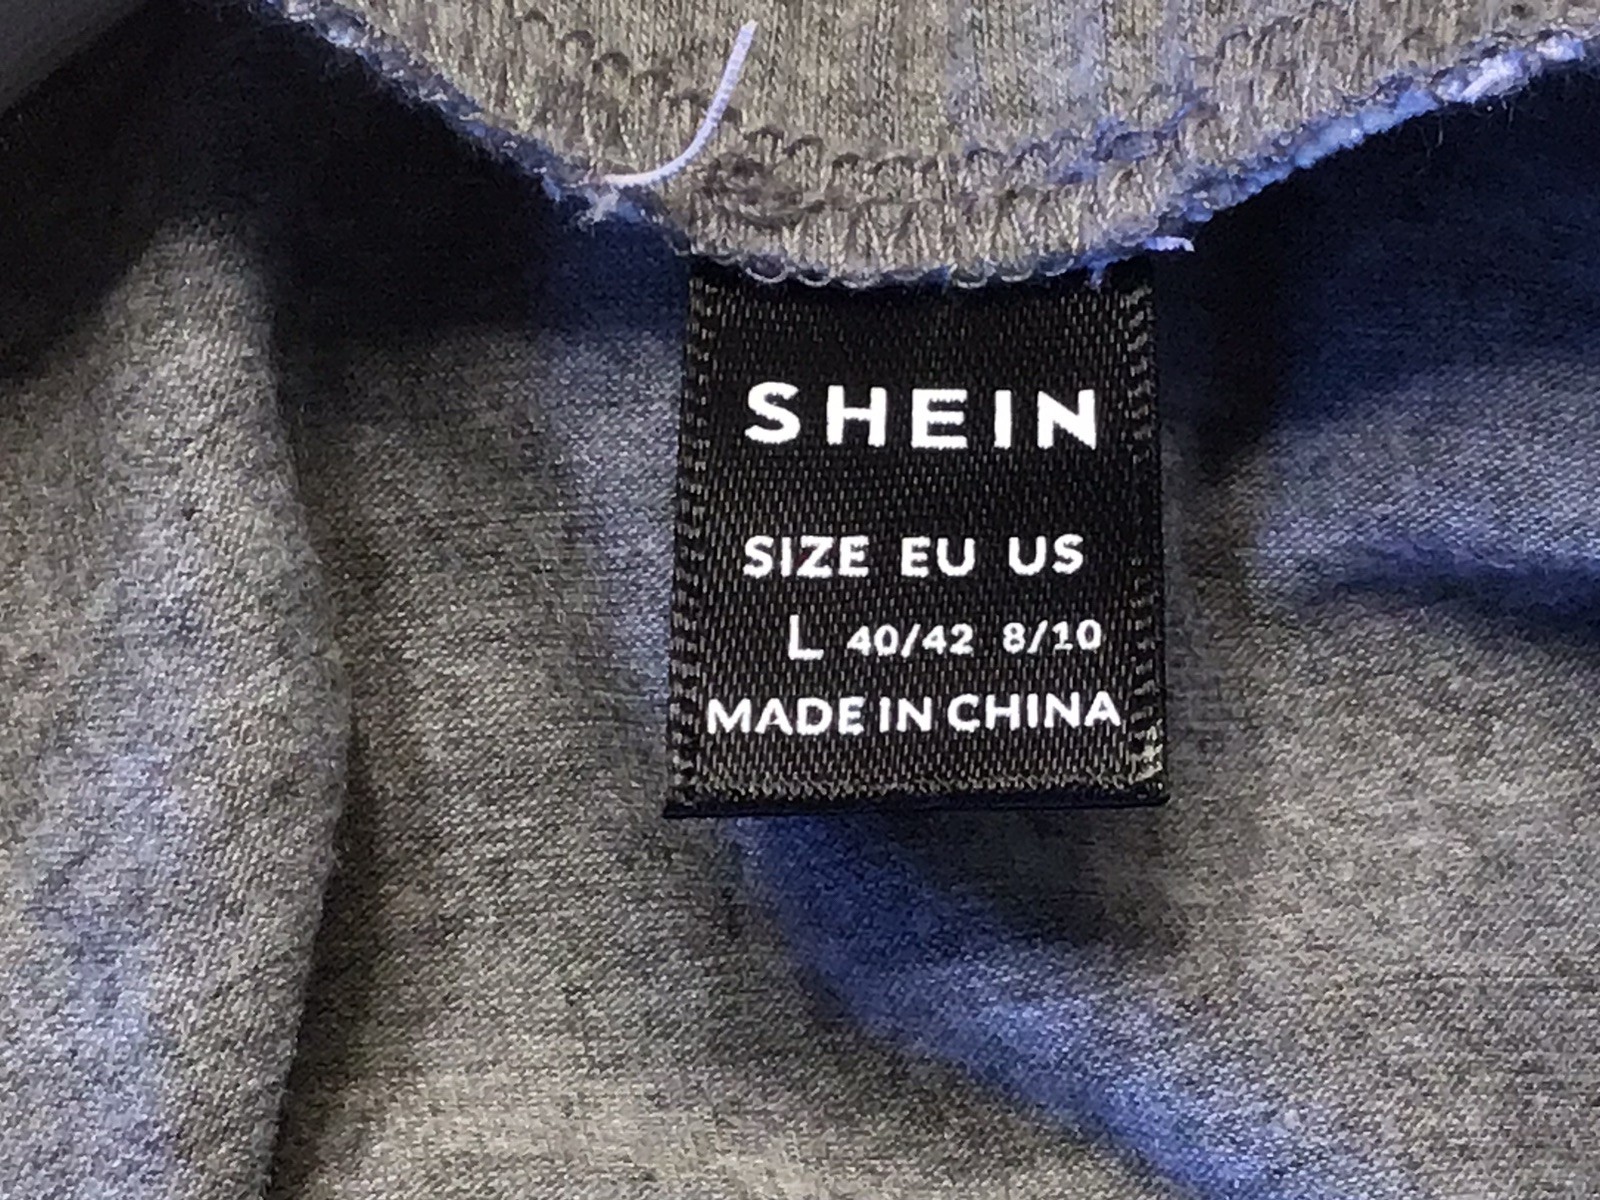 SHEIN
SIZE EU US
L 40/42 8/10
MADE IN CHINA